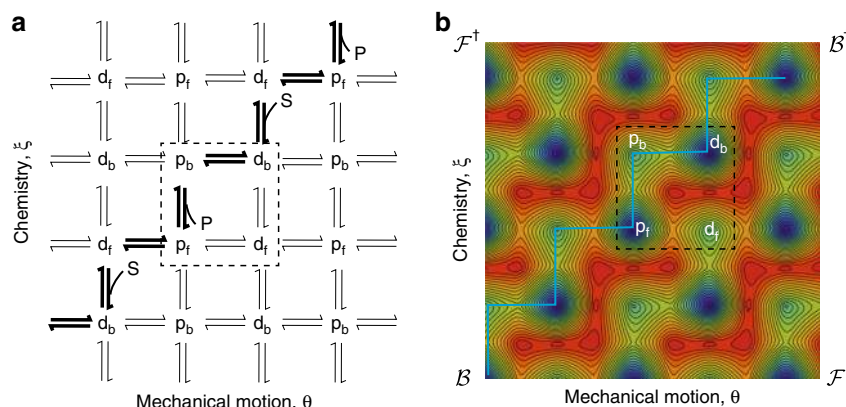 a
P
d_f p_f d_f p_f
S
d_b p_b d_b p_b
P
d_f p_f d_f p_f
S
d_b p_b d_b p_b
Chemistry, ξ
Mechanical motion, θ
b
ℱ† ℬ
p_b d_b
p_f d_f
Chemistry, ξ
ℬ ℱ
Mechanical motion, θ